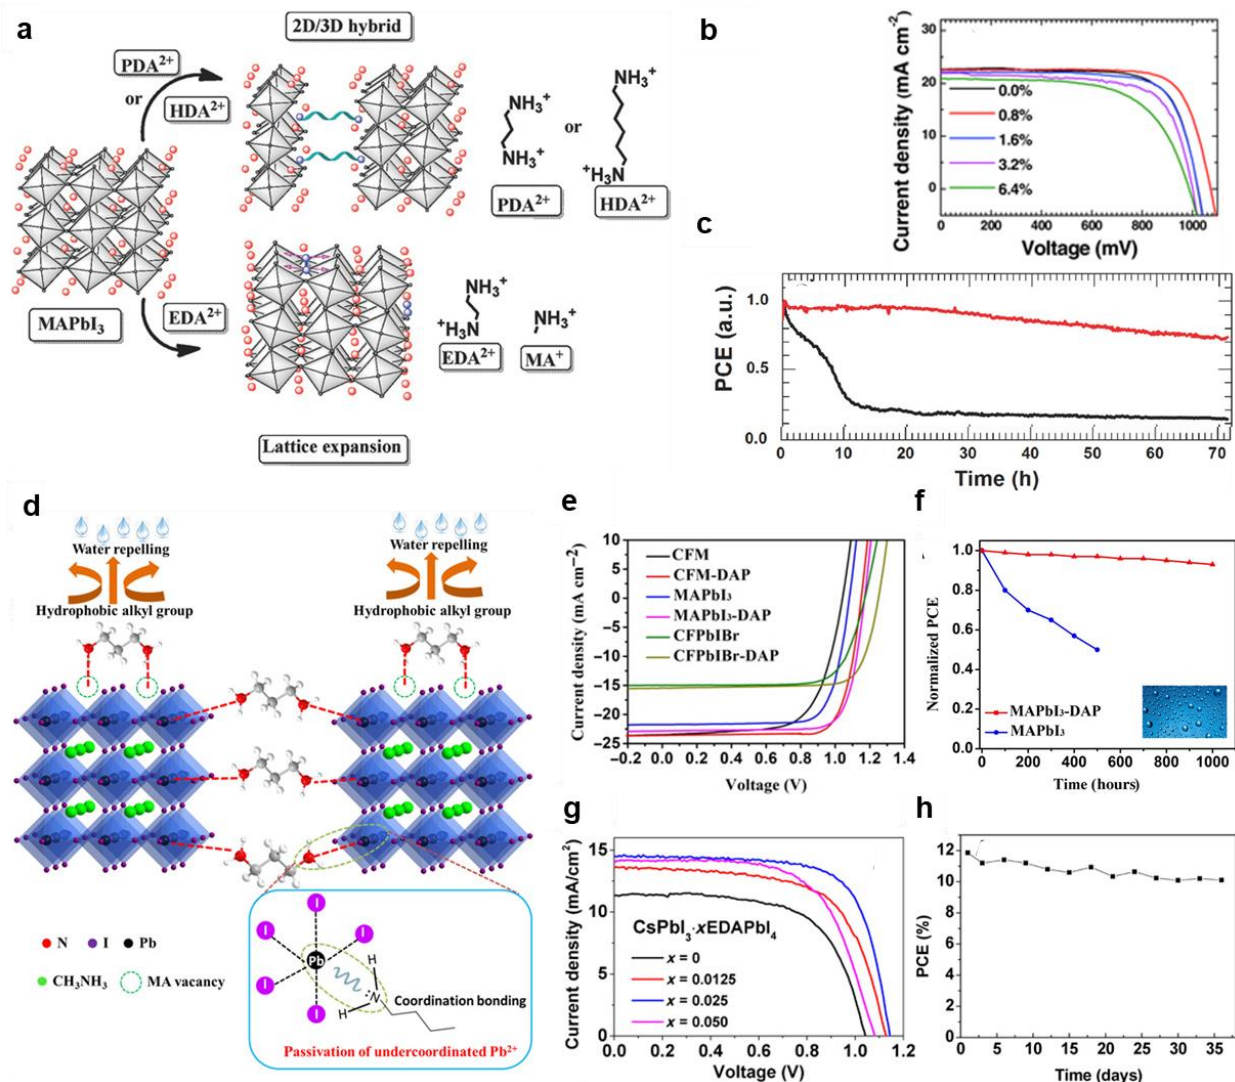 a
2D/3D hybrid
PDA²⁺
or
HDA²⁺
MAPbI₃
EDA²⁺
NH₃⁺
NH₃⁺
or
NH₃⁺
⁺H₃N
PDA²⁺
HDA²⁺
NH₃⁺
⁺H₃N
NH₃⁺
EDA²⁺
MA⁺
Lattice expansion
b
Current density (mA cm⁻²)
30
20
10
0
0.0%
0.8%
1.6%
3.2%
6.4%
0 200 400 600 800 1000
Voltage (mV)
c
PCE (a.u.)
1.0
0.5
0.0
0 10 20 30 40 50 60 70
Time (h)
d
Water repelling
Hydrophobic alkyl group
Water repelling
Hydrophobic alkyl group
I
I
I
Pb
I
I
H
H
:N
Coordination bonding
Passivation of undercoordinated Pb²⁺
N I Pb
CH₃NH₃ MA vacancy
e
Current density (mA cm−2)
10
5
0
−5
−10
−15
−20
−25
CFM
CFM-DAP
MAPbI₃
MAPbI₃-DAP
CFPbIBr
CFPbIBr-DAP
−0.2 0.0 0.2 0.4 0.6 0.8 1.0 1.2 1.4
Voltage (V)
f
Normalized PCE
1.0
0.8
0.6
0.4
0.2
0.0
MAPbI₃-DAP
MAPbI₃
0 200 400 600 800 1000
Time (hours)
g
Current density (mA/cm²)
15
10
5
0
CsPbI₃·xEDAPbI₄
x = 0
x = 0.0125
x = 0.025
x = 0.050
0.0 0.2 0.4 0.6 0.8 1.0 1.2
Voltage (V)
h
PCE (%)
12
10
8
6
4
2
0
0 5 10 15 20 25 30 35
Time (days)